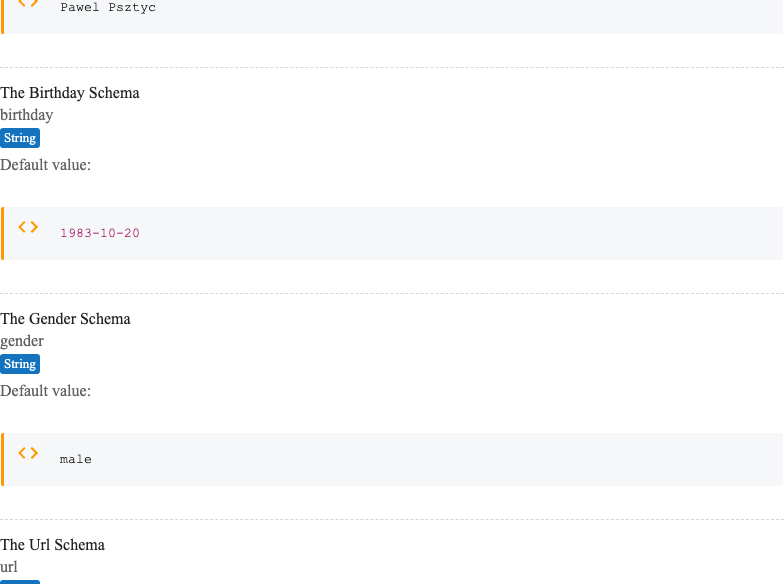 Pawel Psztyc
The Birthday Schema
birthday
String
Default value:
1983-10-20
The Gender Schema
gender
String
Default value:
male
The Url Schema
url